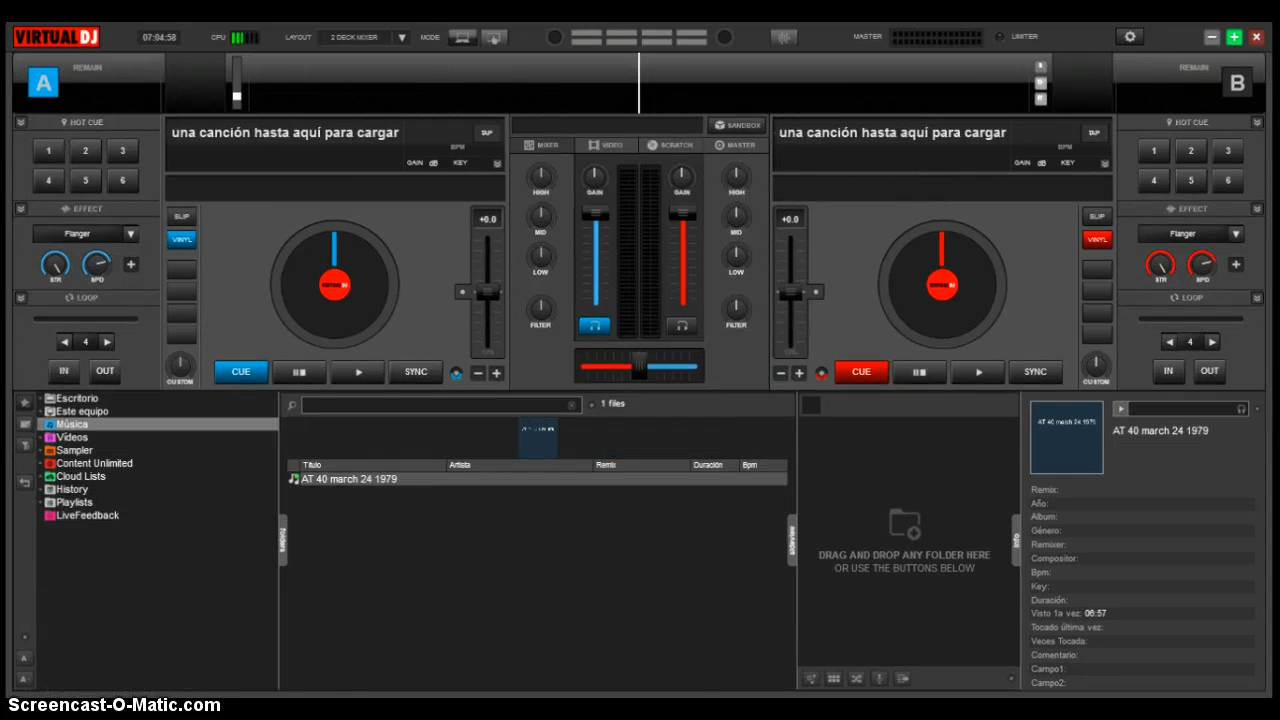 VIRTUAL DJ 07:04:58 CPU LAYOUT 2 DECK MIXER MODE MASTER LIMITER
A REMAIN REMAIN B
HOT CUE
1 2 3
4 5 6
EFFECT
Flanger
STR SPD
LOOP
4
IN OUT
una canción hasta aquí para cargar TAP
BPM
GAIN dB KEY
SLIP
VINYL
+0.0
CUSTOM
CUE SYNC
SANDBOX
MIXER VIDEO SCRATCH MASTER
HIGH GAIN GAIN HIGH
MID MID
LOW LOW
FILTER FILTER
una canción hasta aquí para cargar TAP
BPM
GAIN dB KEY
+0.0
SLIP
VINYL
CUSTOM
CUE SYNC
HOT CUE
1 2 3
4 5 6
EFFECT
Flanger
STR SPD
LOOP
4
IN OUT
Escritorio
Este equipo
Música
Vídeos
Sampler
Content Unlimited
Cloud Lists
History
Playlists
LiveFeedback
folders
1 files
Título Artista Remix Duración Bpm
AT 40 march 24 1979
DRAG AND DROP ANY FOLDER HERE
OR USE THE BUTTONS BELOW
info
AT 40 march 24 1979
AT 40 march 24 1979
Remix:
Año:
Album:
Género:
Remixer:
Compositor:
Bpm:
Key:
Duración:
Visto 1a vez: 06:57
Tocado última vez:
Veces Tocada:
Comentario:
Campo1:
Campo2:
Screencast-O-Matic.com